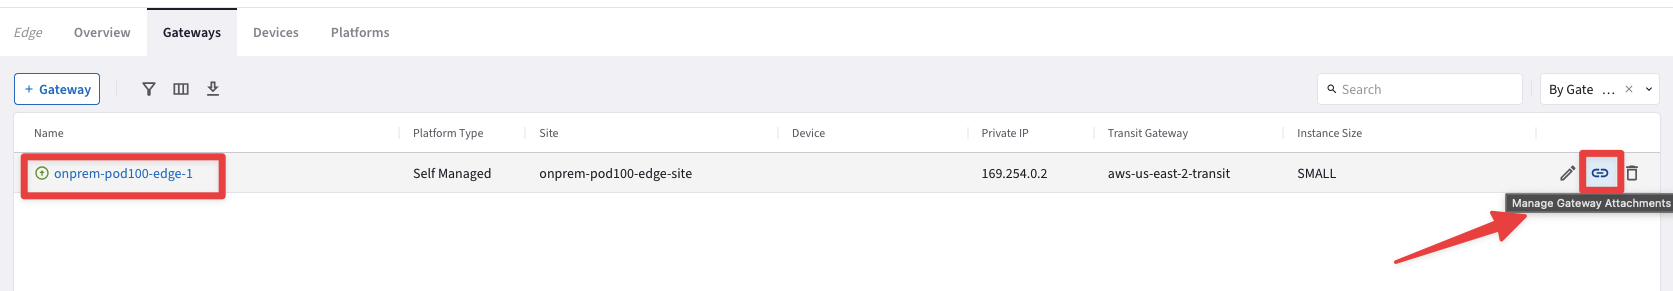 Edge Overview Gateways Devices Platforms
+ Gateway Search By Gate ...
Name Platform Type Site Device Private IP Transit Gateway Instance Size
onprem-pod100-edge-1 Self Managed onprem-pod100-edge-site 169.254.0.2 aws-us-east-2-transit SMALL
Manage Gateway Attachments